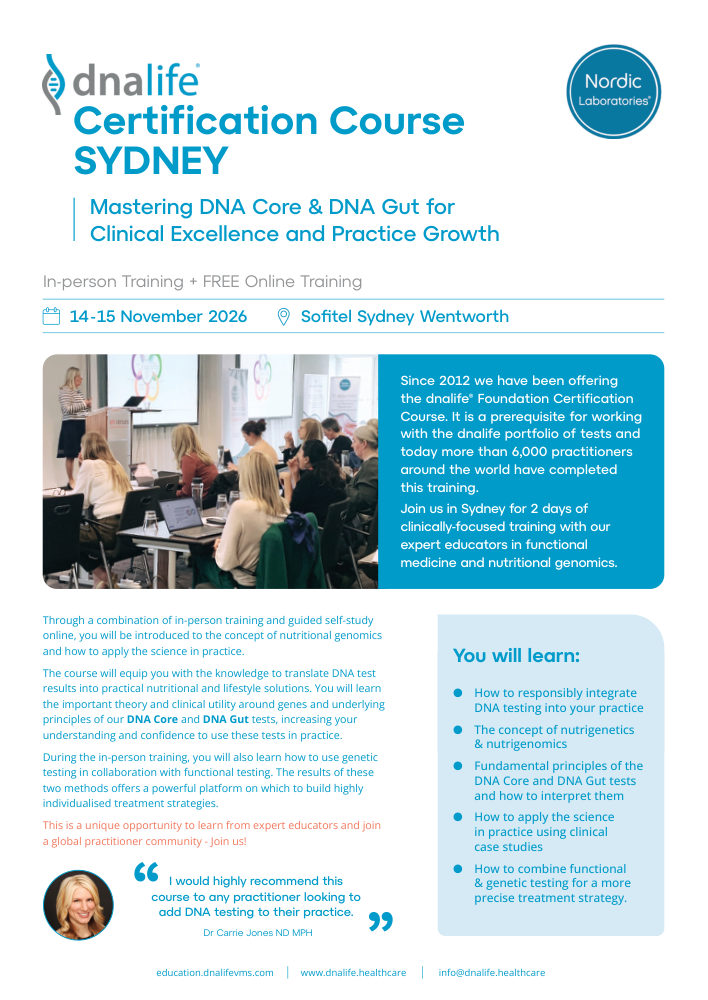 dnalife®
Nordic
Laboratories®
Certification Course
SYDNEY
Mastering DNA Core & DNA Gut for
Clinical Excellence and Practice Growth
In-person Training + FREE Online Training
14-15 November 2026
Sofitel Sydney Wentworth
dnalife
Since 2012 we have been offering
the dnalife® Foundation Certification
Course. It is a prerequisite for working
with the dnalife portfolio of tests and
today more than 6,000 practitioners
around the world have completed
this training.
Join us in Sydney for 2 days of
clinically-focused training with our
expert educators in functional
medicine and nutritional genomics.
Through a combination of in-person training and guided self-study
online, you will be introduced to the concept of nutritional genomics
and how to apply the science in practice.
The course will equip you with the knowledge to translate DNA test
results into practical nutritional and lifestyle solutions. You will learn
the important theory and clinical utility around genes and underlying
principles of our DNA Core and DNA Gut tests, increasing your
understanding and confidence to use these tests in practice.
During the in-person training, you will also learn how to use genetic
testing in collaboration with functional testing. The results of these
two methods offers a powerful platform on which to build highly
individualised treatment strategies.
This is a unique opportunity to learn from expert educators and join
a global practitioner community - Join us!
“ I would highly recommend this
course to any practitioner looking to
add DNA testing to their practice. ”
Dr Carrie Jones ND MPH
You will learn:
● How to responsibly integrate
DNA testing into your practice
● The concept of nutrigenetics
& nutrigenomics
● Fundamental principles of the
DNA Core and DNA Gut tests
and how to interpret them
● How to apply the science
in practice using clinical
case studies
● How to combine functional
& genetic testing for a more
precise treatment strategy.
education.dnalifevms.com | www.dnalife.healthcare | info@dnalife.healthcare